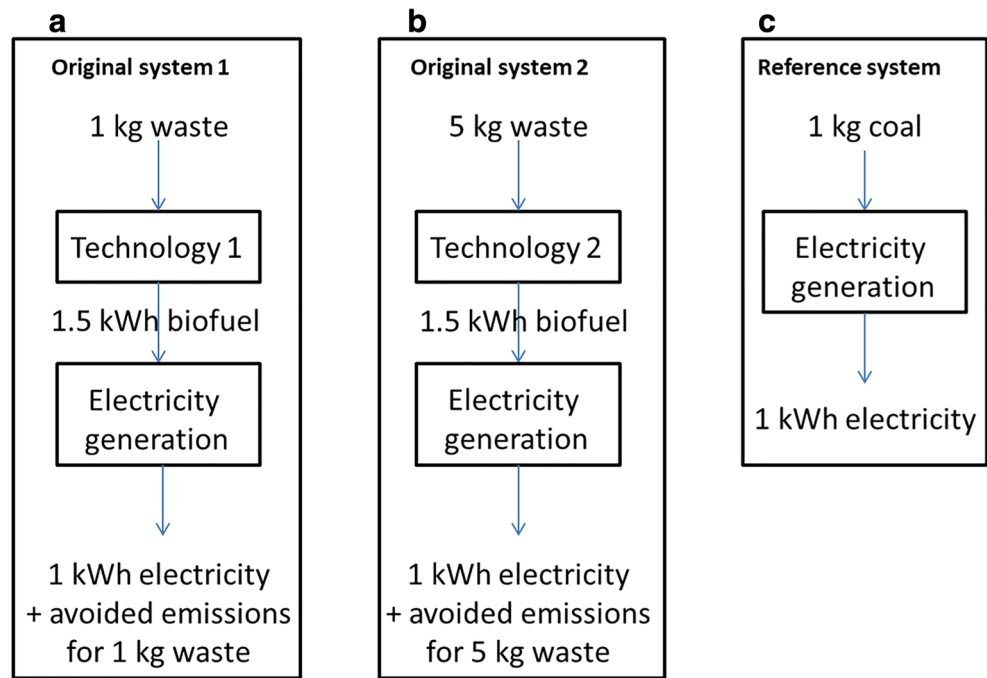 a
Original system 1
1 kg waste
Technology 1
1.5 kWh biofuel
Electricity
generation
1 kWh electricity
+ avoided emissions
for 1 kg waste
b
Original system 2
5 kg waste
Technology 2
1.5 kWh biofuel
Electricity
generation
1 kWh electricity
+ avoided emissions
for 5 kg waste
c
Reference system
1 kg coal
Electricity
generation
1 kWh electricity